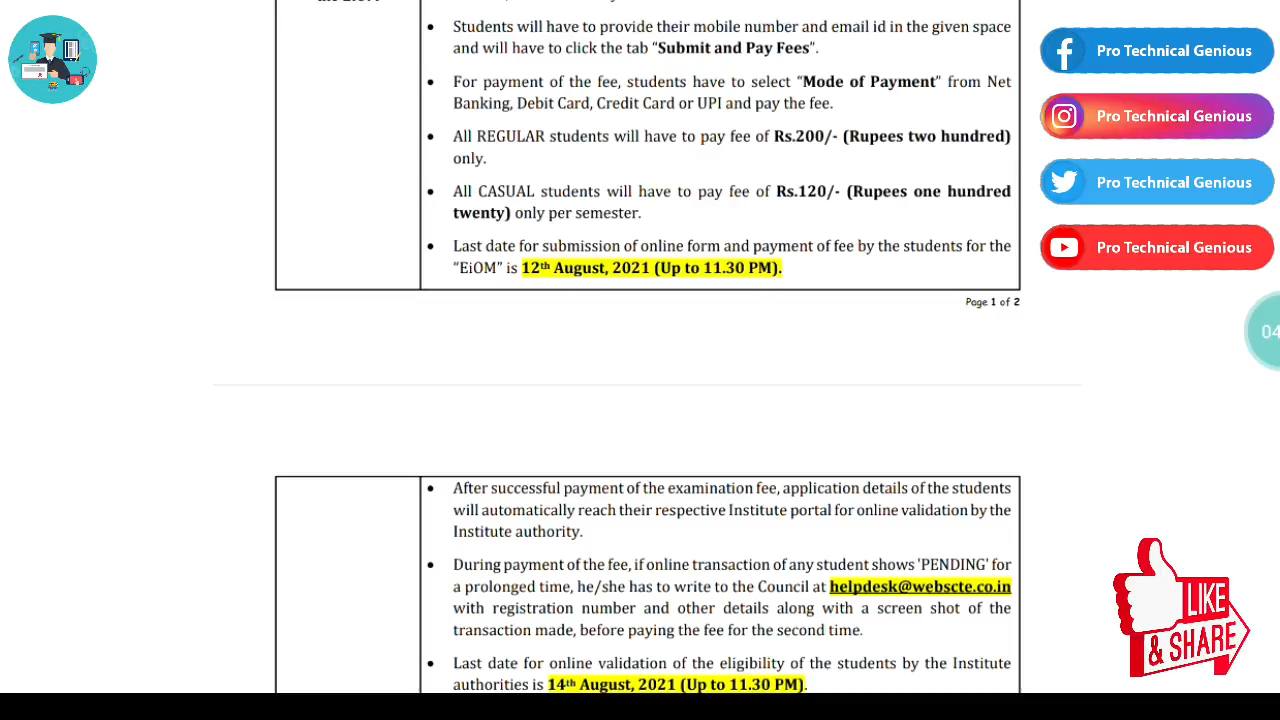 Students will have to provide their mobile number and email id in the given space
and will have to click the tab “Submit and Pay Fees”.
For payment of the fee, students have to select “Mode of Payment” from Net
Banking, Debit Card, Credit Card or UPI and pay the fee.
All REGULAR students will have to pay fee of Rs.200/- (Rupees two hundred)
only.
All CASUAL students will have to pay fee of Rs.120/- (Rupees one hundred
twenty) only per semester.
Last date for submission of online form and payment of fee by the students for the
“EiOM” is 12th August, 2021 (Up to 11.30 PM).
Page 1 of 2
After successful payment of the examination fee, application details of the students
will automatically reach their respective Institute portal for online validation by the
Institute authority.
During payment of the fee, if online transaction of any student shows 'PENDING' for
a prolonged time, he/she has to write to the Council at helpdesk@webscte.co.in
with registration number and other details along with a screen shot of the
transaction made, before paying the fee for the second time.
Last date for online validation of the eligibility of the students by the Institute
authorities is 14th August, 2021 (Up to 11.30 PM).
Pro Technical Genious
Pro Technical Genious
Pro Technical Genious
Pro Technical Genious
04
LIKE
& SHARE